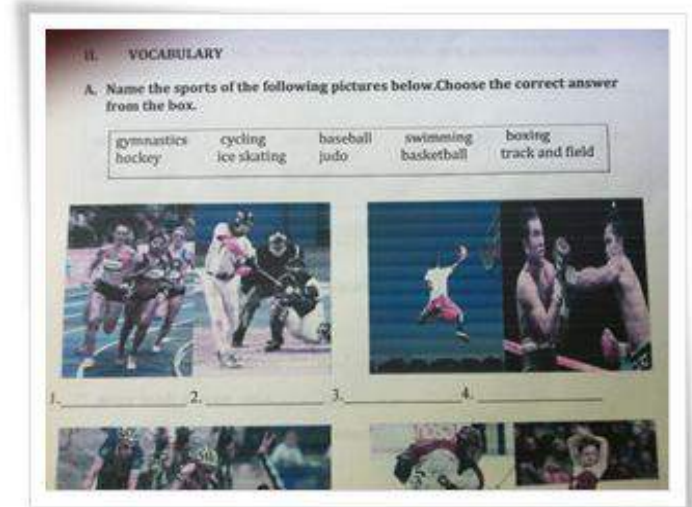 II. VOCABULARY
A. Name the sports of the following pictures below.Choose the correct answer
from the box.
gymnastics cycling baseball swimming boxing
hockey ice skating judo basketball track and field
1. 2. 3. 4.